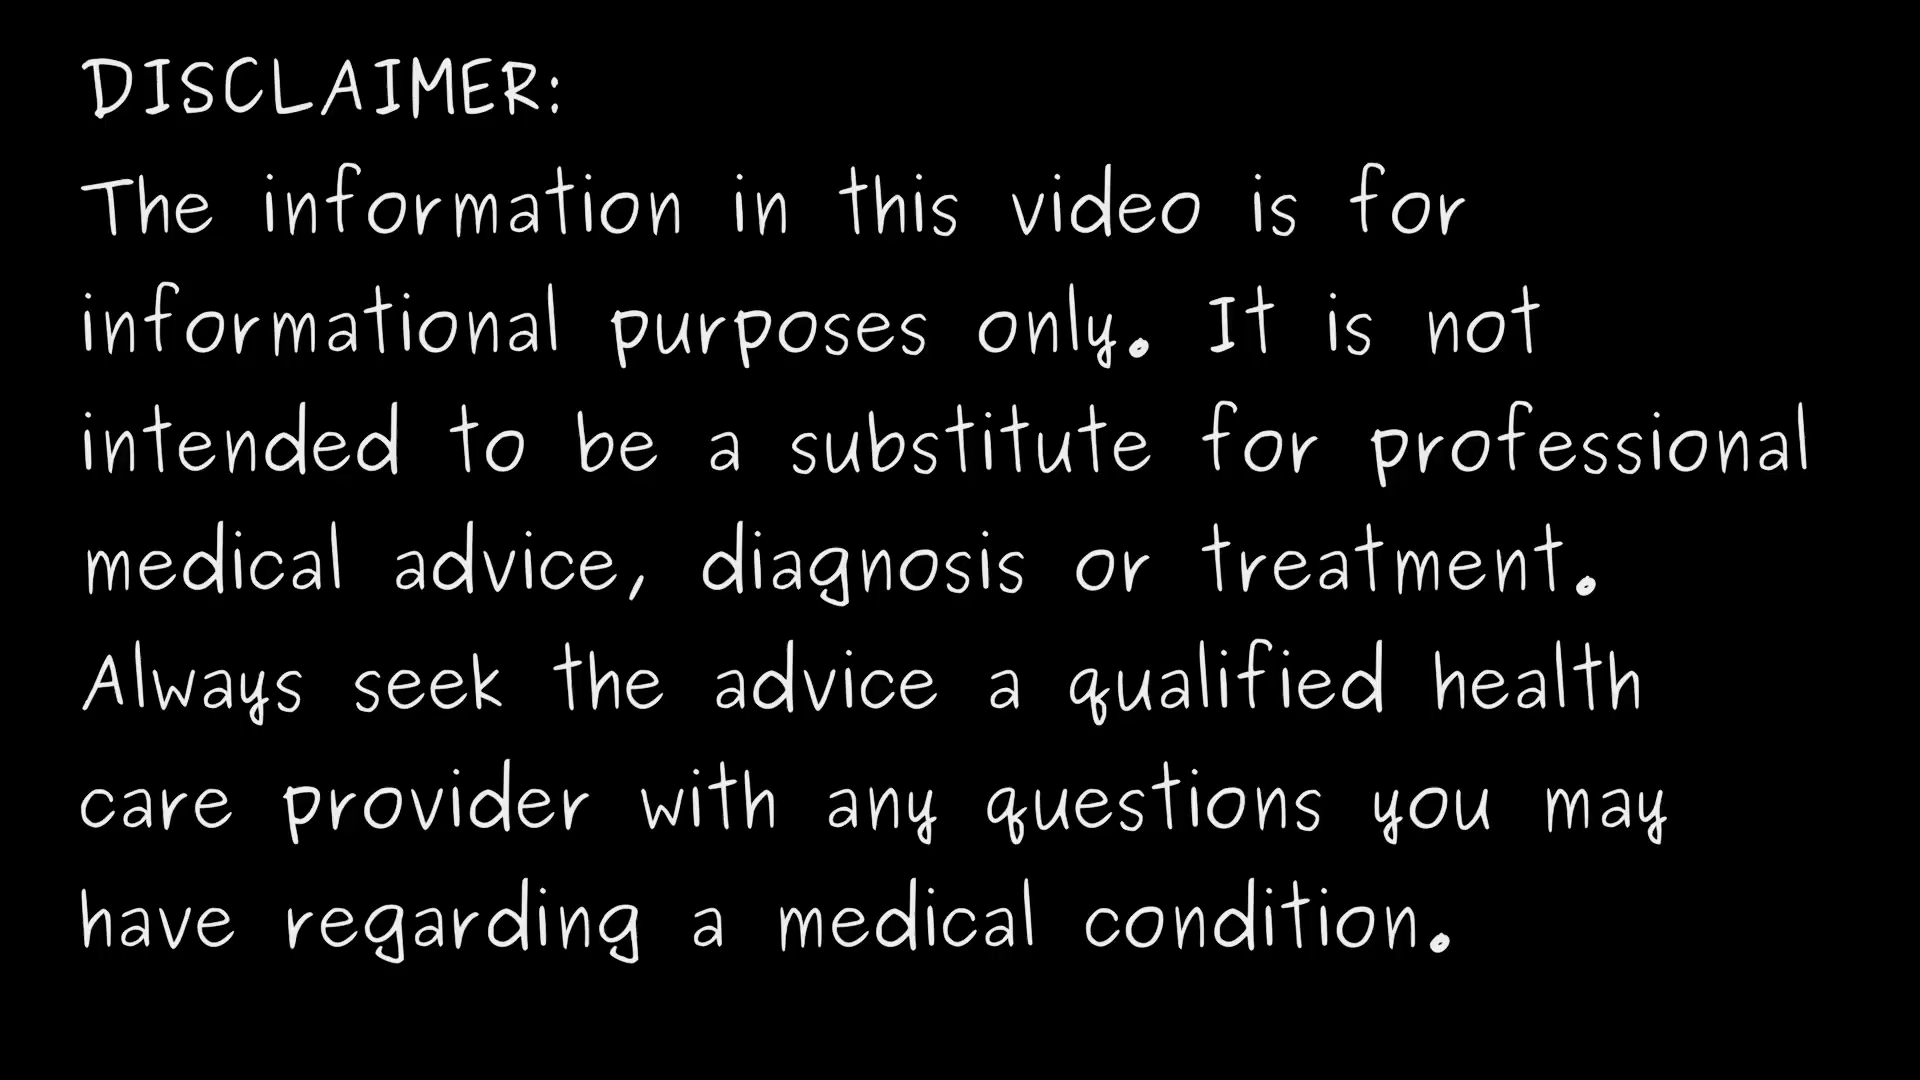 DISCLAIMER:
The information in this video is for
informational purposes only. It is not
intended to be a substitute for professional
medical advice, diagnosis or treatment.
Always seek the advice a qualified health
care provider with any questions you may
have regarding a medical condition.